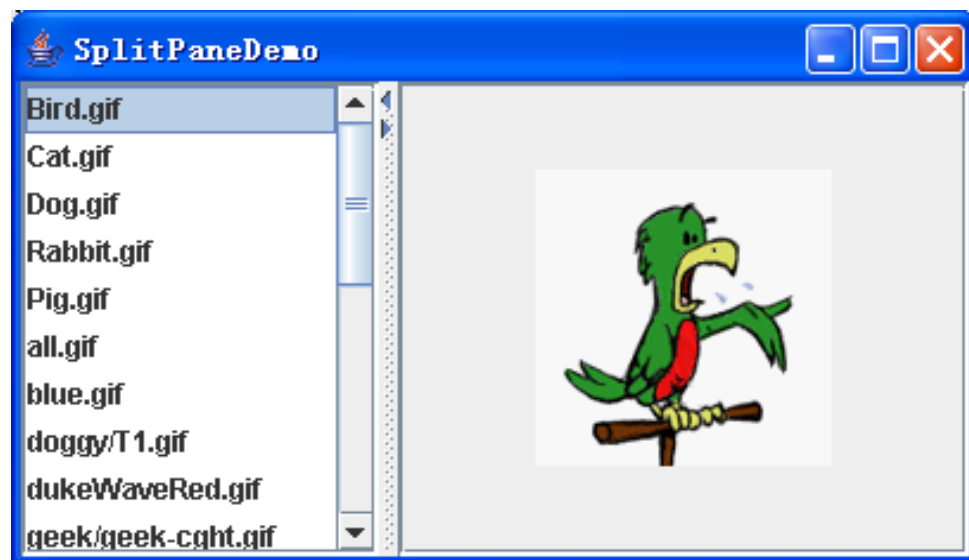 SplitPaneDemo
Bird.gif
Cat.gif
Dog.gif
Rabbit.gif
Pig.gif
all.gif
blue.gif
doggy/T1.gif
dukeWaveRed.gif
geek/geek-cght.gif